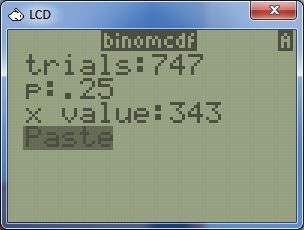 LCD
binomcdf A
trials:747
p:.25
x value:343
Paste